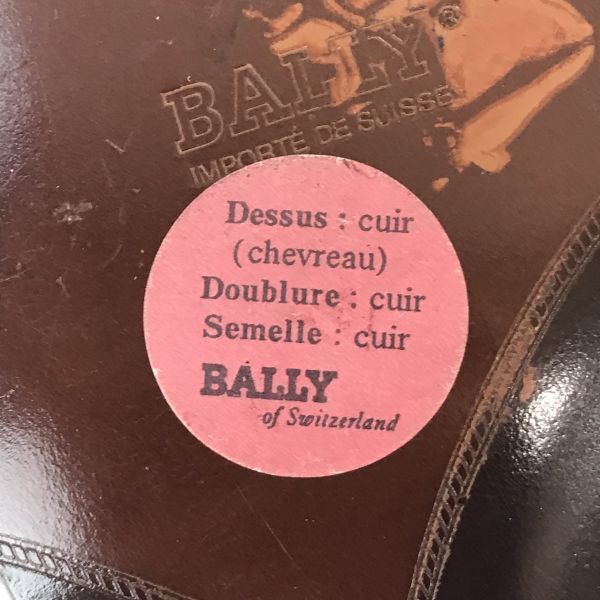 BALLY®
IMPORTÉ DE SUISSE
Dessus : cuir
(chevreau)
Doublure : cuir
Semelle : cuir
BALLY
of Switzerland